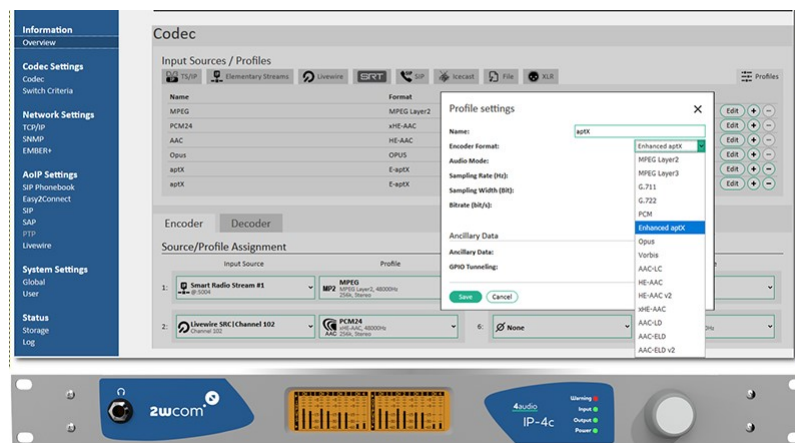 Information
Overview
Codec Settings
Codec
Switch Criteria
Network Settings
TCP/IP
SNMP
EMBER+
AoIP Settings
SIP Phonebook
Easy2Connect
SIP
SAP
PTP
Livewire
System Settings
Global
User
Status
Storage
Log
Codec
Input Sources / Profiles
TS/IP Elementary Streams Livewire SRT SIP Icecast File XLR Profiles
Name Format
MPEG MPEG Layer2 Edit + −
PCM24 xHE-AAC Edit + −
AAC HE-AAC Edit + −
Opus OPUS Edit + −
aptX E-aptX Edit + −
aptX E-aptX Edit + −
Profile settings X
Name: aptX
Encoder Format: Enhanced aptX
Audio Mode:
Sampling Rate (Hz):
Sampling Width (Bit):
Bitrate (bit/s):
Ancillary Data
Ancillary Data:
GPIO Tunneling:
Save Cancel
MPEG Layer2
MPEG Layer3
G.711
G.722
PCM
Enhanced aptX
Opus
Vorbis
AAC-LC
HE-AAC
HE-AAC v2
xHE-AAC
AAC-LD
AAC-ELD
AAC-ELD v2
Encoder Decoder
Source/Profile Assignment
Input Source Profile
1: Smart Radio Stream #1 MP2 MPEG
@:5004 MPEG Layer2, 48000Hz
256k, Stereo
2: Livewire SRC|Channel 102 AAC PCM24 6: None
Channel 102 xHE-AAC, 48000Hz
256k, Stereo
2wcom
4audio
IP-4c
Warning
Input
Output
Power